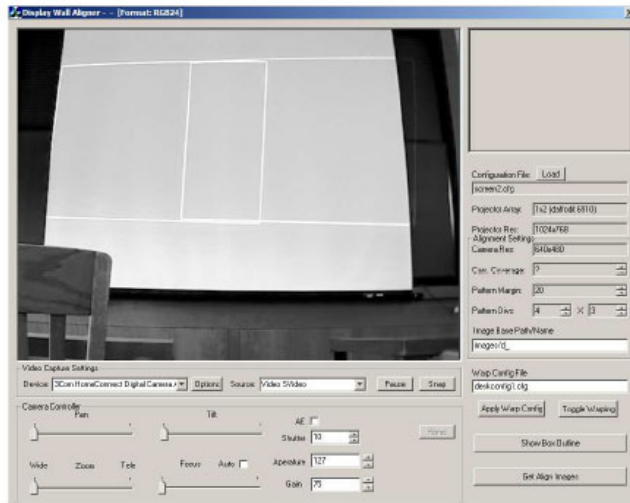 Display Wall Aligner - - [Format: RGB24]
Configuration File: Load
screen2.cfg
Projector Array: 1x2 (daffodil 6810)
Projector Res: 1024x768
Alignment Settings
Camera Res: 640x480
Cam. Coverage: ?
Pattern Margin: 20
Pattern Divs: 4 X 3
Image Base Path/Name
images/d_
Video Capture Settings
Device: 3Com HomeConnect Digital Camera Options Source: Video SVideo Pause Snap
Warp Config File
deskconfig1.cfg
Apply Warp Config Toggle Warping
Show Box Outline
Get Align Images
Camera Controller
Pan Tilt AE
Shutter 10
Home
Wide Zoom Tele Focus Auto Aperature 127
Gain 75